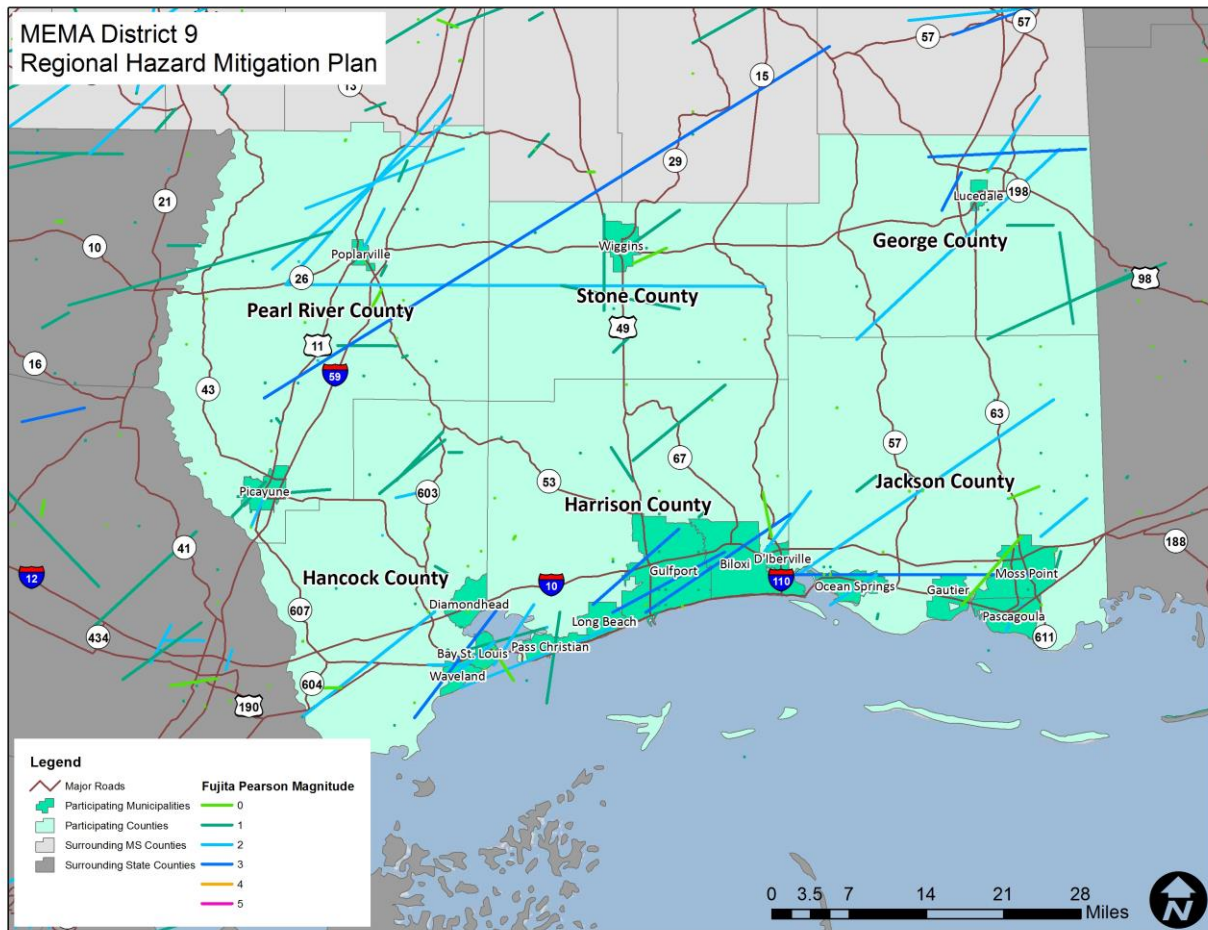 MEMA District 9
Regional Hazard Mitigation Plan
57
57
13
15
29
21
198
Lucedale
10
Wiggins
George County
Poplarville
26
98
Pearl River County
Stone County
49
11
16
59
43
63
57
67
Jackson County
Picayune
603
53
Harrison County
41
188
12
Hancock County
Gulfport
Biloxi
D'Iberville
Moss Point
10
110
Ocean Springs
Gautier
Diamondhead
607
Long Beach
Pascagoula
434
Bay St. Louis
Pass Christian
611
Waveland
604
190
Legend
Major Roads
Participating Municipalities
Participating Counties
Surrounding MS Counties
Surrounding State Counties
Fujita Pearson Magnitude
0
1
2
3
4
5
0 3.5 7 14 21 28
Miles
N